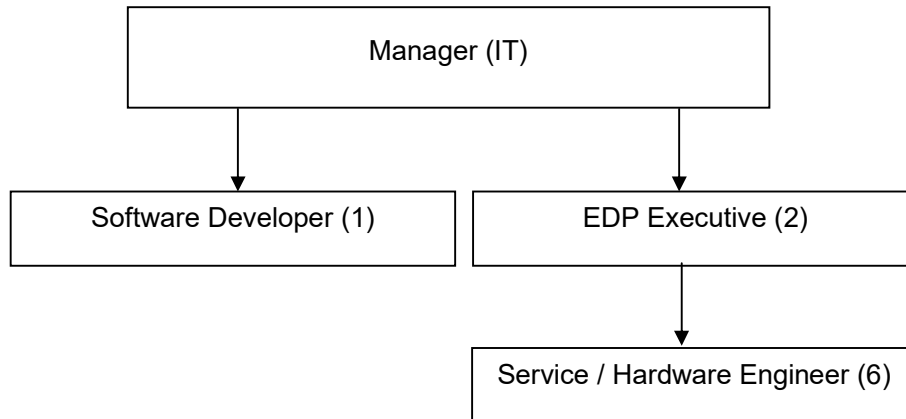 Manager (IT)
Software Developer (1)
EDP Executive (2)
Service / Hardware Engineer (6)